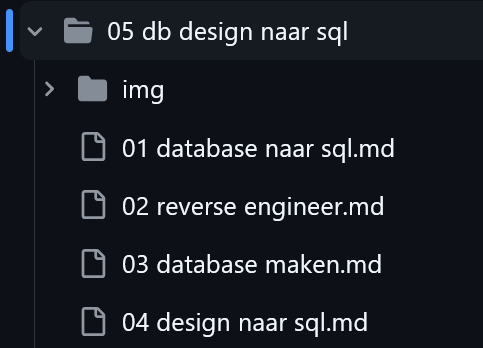 05 db design naar sql
img
01 database naar sql.md
02 reverse engineer.md
03 database maken.md
04 design naar sql.md